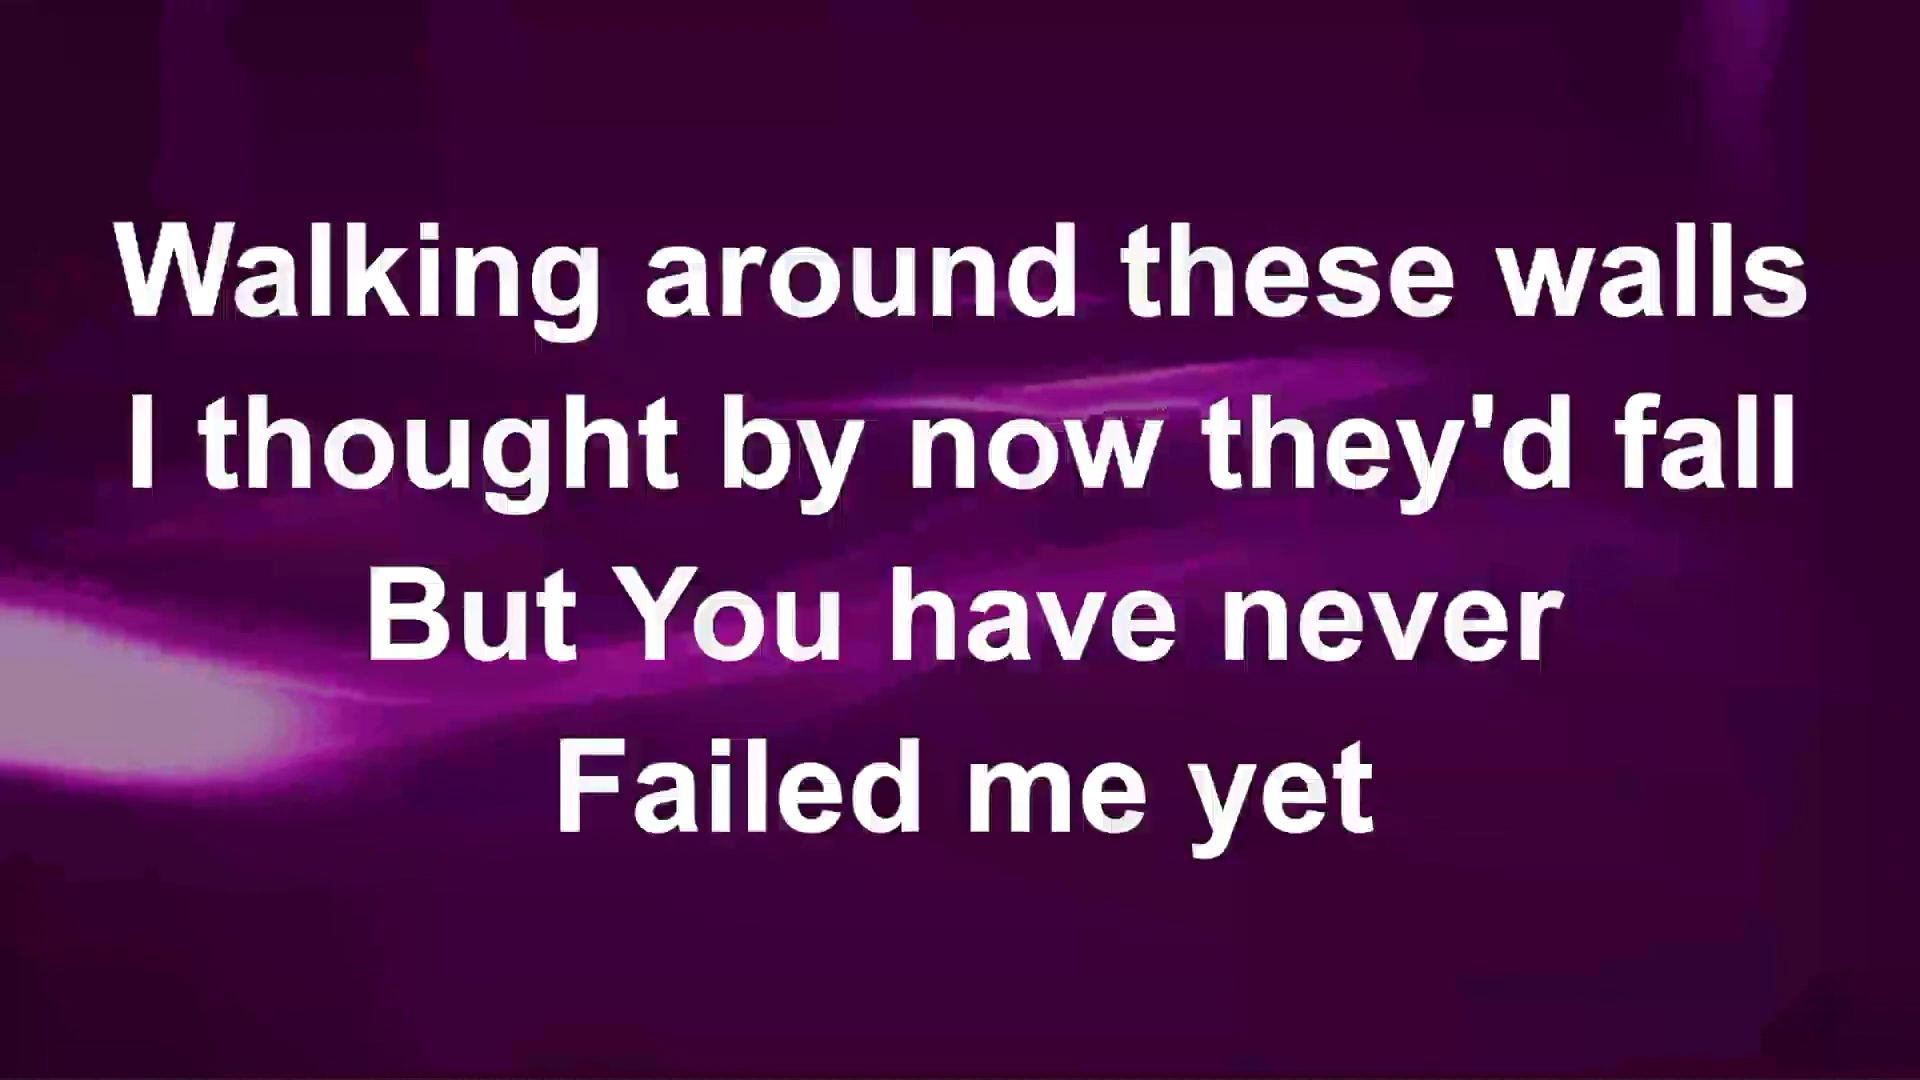 Walking around these walls
I thought by now they'd fall
But You have never
Failed me yet